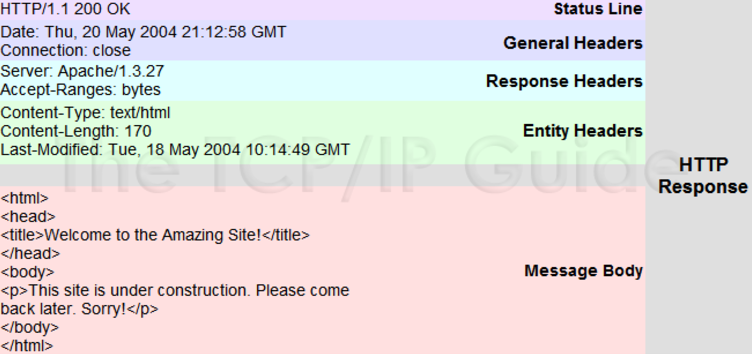 HTTP/1.1 200 OK Status Line
Date: Thu, 20 May 2004 21:12:58 GMT
Connection: close
General Headers
Server: Apache/1.3.27
Accept-Ranges: bytes
Response Headers
Content-Type: text/html
Content-Length: 170
Last-Modified: Tue, 18 May 2004 10:14:49 GMT
Entity Headers
The TCP/IP Guide
<html>
<head>
<title>Welcome to the Amazing Site!</title>
</head>
<body>
<p>This site is under construction. Please come
back later. Sorry!</p>
</body>
</html>
Message Body
HTTP
Response